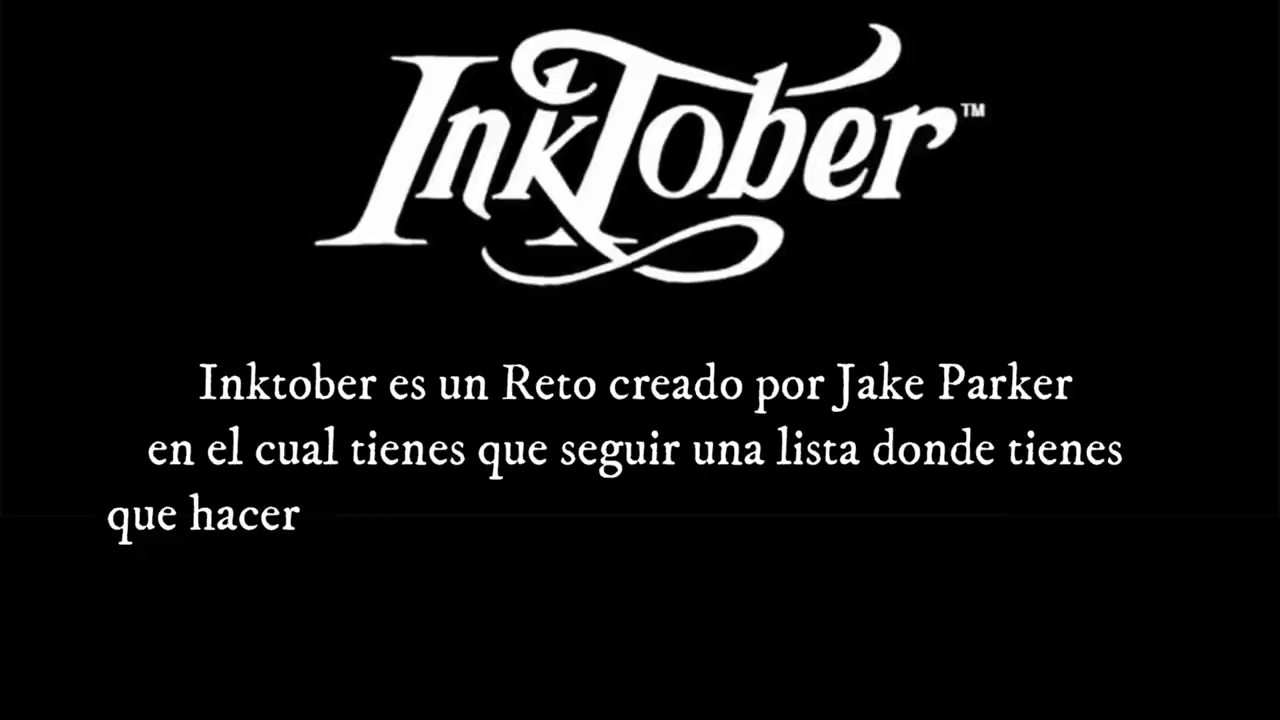 InkTober™
Inktober es un Reto creado por Jake Parker
en el cual tienes que seguir una lista donde tienes
que hacer